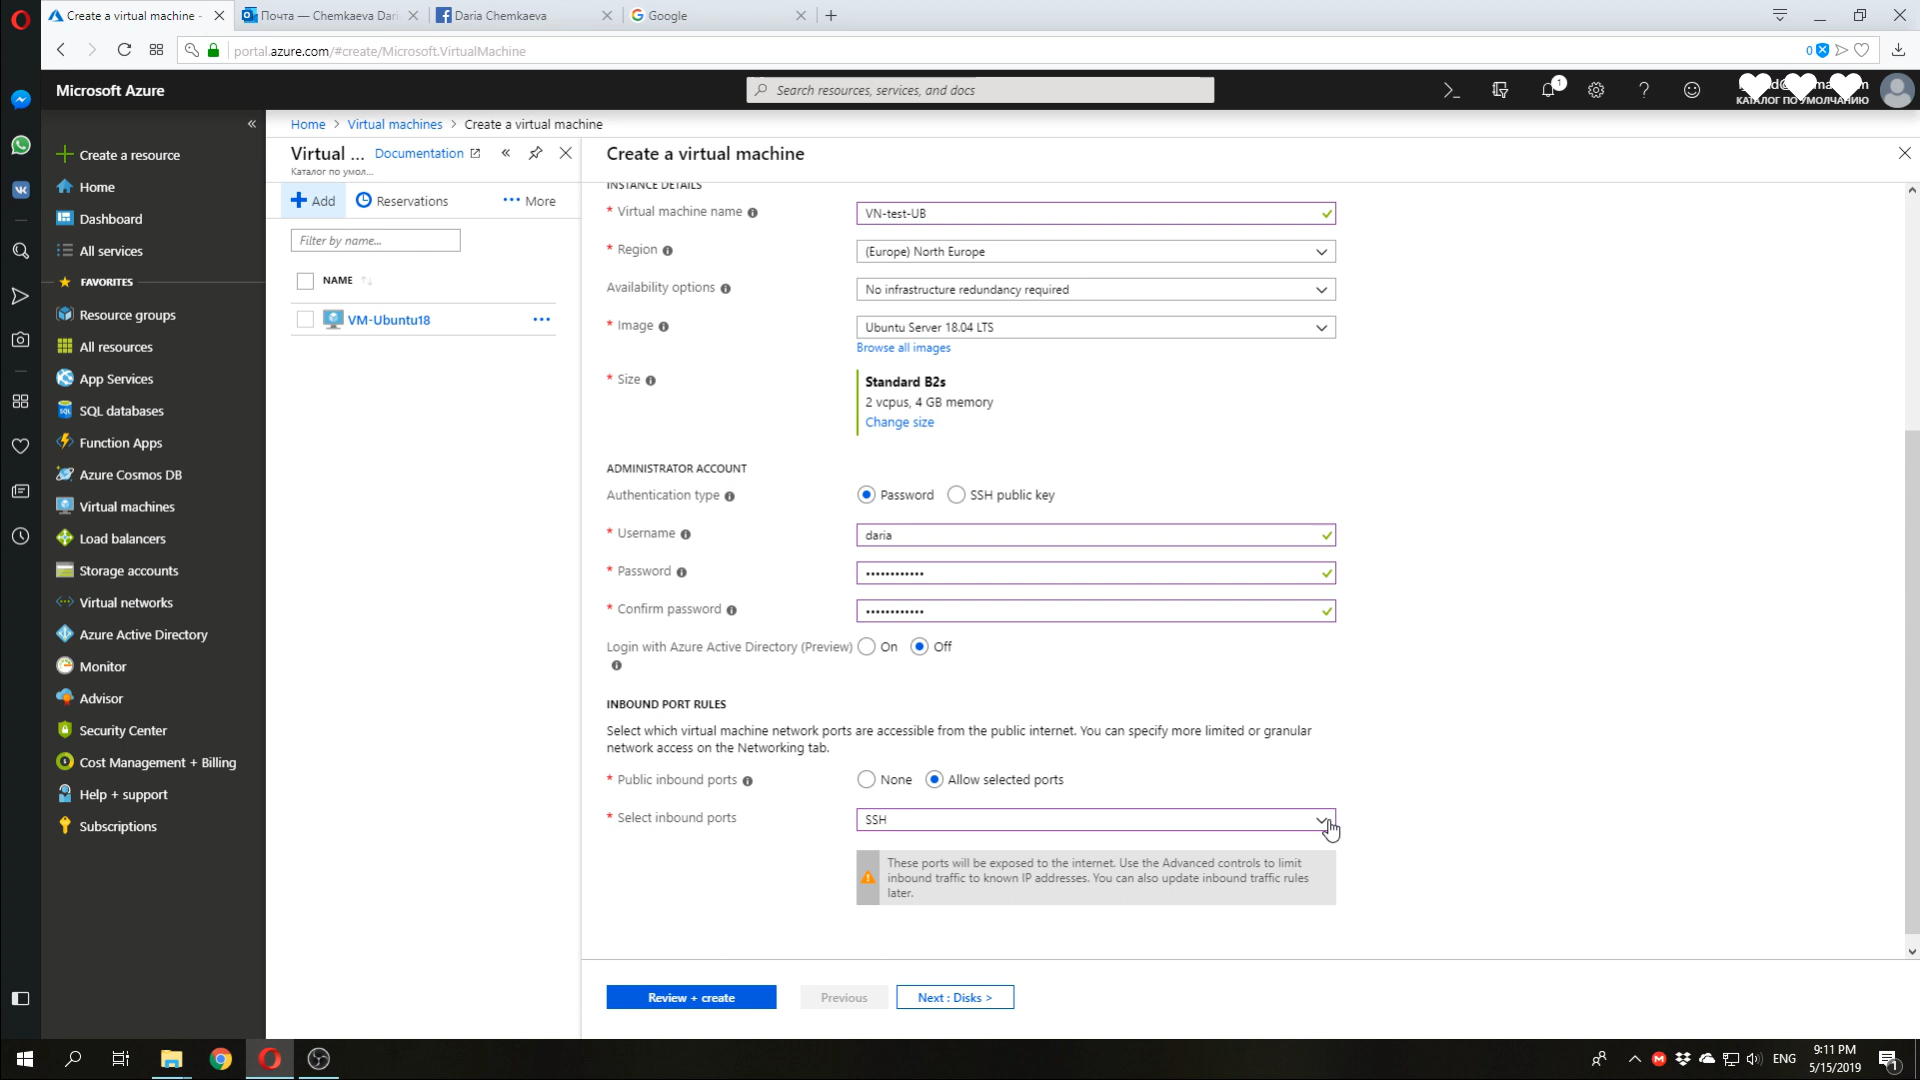 Create a virtual machine -
Почта — Chemkaeva Dari
Daria Chemkaeva
Google
portal.azure.com/#create/Microsoft.VirtualMachine
0
Microsoft Azure
Search resources, services, and docs
1
КАТАЛОГ ПО УМОЛЧАНИЮ
Home > Virtual machines > Create a virtual machine
Create a resource
Home
Dashboard
All services
FAVORITES
Resource groups
All resources
App Services
SQL databases
Function Apps
Azure Cosmos DB
Virtual machines
Load balancers
Storage accounts
Virtual networks
Azure Active Directory
Monitor
Advisor
Security Center
Cost Management + Billing
Help + support
Subscriptions
Virtual ... Documentation
Каталог по умол...
Add Reservations ••• More
Filter by name...
NAME
VM-Ubuntu18 •••
Create a virtual machine
INSTANCE DETAILS
* Virtual machine name VN-test-UB
* Region (Europe) North Europe
Availability options No infrastructure redundancy required
* Image Ubuntu Server 18.04 LTS
Browse all images
* Size Standard B2s
2 vcpus, 4 GB memory
Change size
ADMINISTRATOR ACCOUNT
Authentication type Password SSH public key
* Username daria
* Password ••••••••••••
* Confirm password ••••••••••••
Login with Azure Active Directory (Preview) On Off
INBOUND PORT RULES
Select which virtual machine network ports are accessible from the public internet. You can specify more limited or granular
network access on the Networking tab.
* Public inbound ports None Allow selected ports
* Select inbound ports SSH
These ports will be exposed to the internet. Use the Advanced controls to limit
inbound traffic to known IP addresses. You can also update inbound traffic rules
later.
Review + create Previous Next : Disks >
ENG
9:11 PM
5/15/2019
1